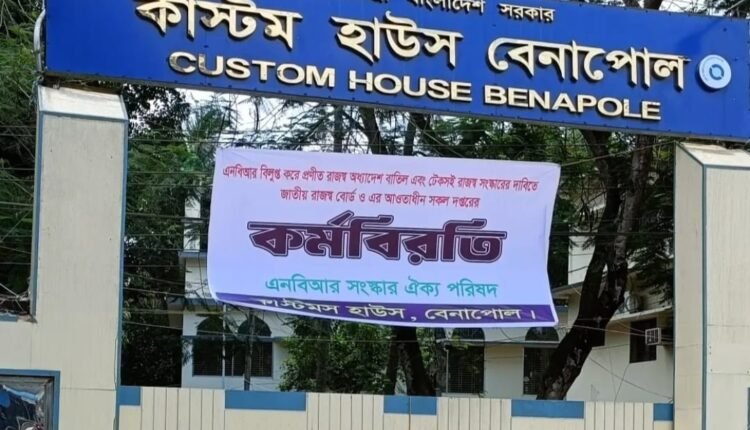 বাংলাদেশ সরকার
কাস্টম হাউস বেনাপোল
CUSTOM HOUSE BENAPOLE
এনবিআর বিলুপ্ত করে প্রণীত রাজস্ব অধ্যাদেশ বাতিল এবং টেকসই রাজস্ব সংস্কারের দাবিতে
জাতীয় রাজস্ব বোর্ড ও এর আওতাধীন সকল দপ্তরের
কর্মবিরতি
এনবিআর সংস্কার ঐক্য পরিষদ
কাস্টমস হাউস, বেনাপোল।